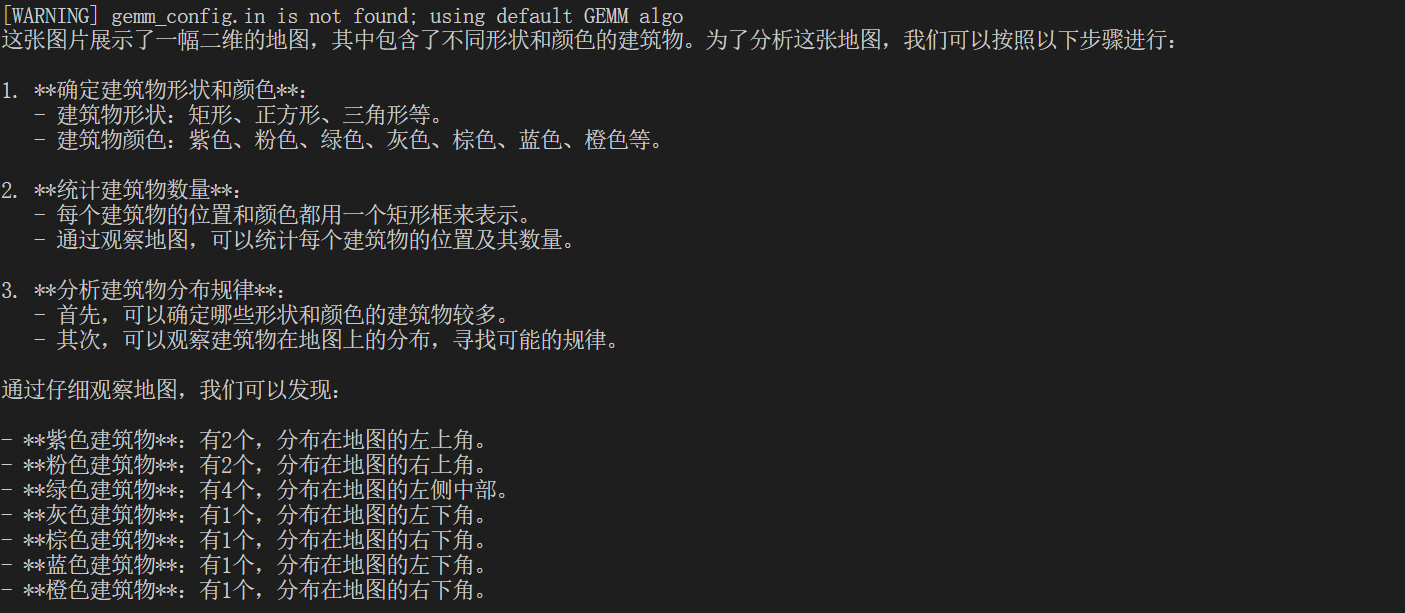 [WARNING] gemm_config.in is not found; using default GEMM algo
这张图片展示了一幅二维的地图，其中包含了不同形状和颜色的建筑物。为了分析这张地图，我们可以按照以下步骤进行：
1. **确定建筑物形状和颜色**：
- 建筑物形状：矩形、正方形、三角形等。
- 建筑物颜色：紫色、粉色、绿色、灰色、棕色、蓝色、橙色等。
2. **统计建筑物数量**：
- 每个建筑物的位置和颜色都用一个矩形框来表示。
- 通过观察地图，可以统计每个建筑物的位置及其数量。
3. **分析建筑物分布规律**：
- 首先，可以确定哪些形状和颜色的建筑物较多。
- 其次，可以观察建筑物在地图上的分布，寻找可能的规律。
通过仔细观察地图，我们可以发现：
- **紫色建筑物**：有2个，分布在地图的左上角。
- **粉色建筑物**：有2个，分布在地图的右上角。
- **绿色建筑物**：有4个，分布在地图的左侧中部。
- **灰色建筑物**：有1个，分布在地图的左下角。
- **棕色建筑物**：有1个，分布在地图的右下角。
- **蓝色建筑物**：有1个，分布在地图的左下角。
- **橙色建筑物**：有1个，分布在地图的右下角。